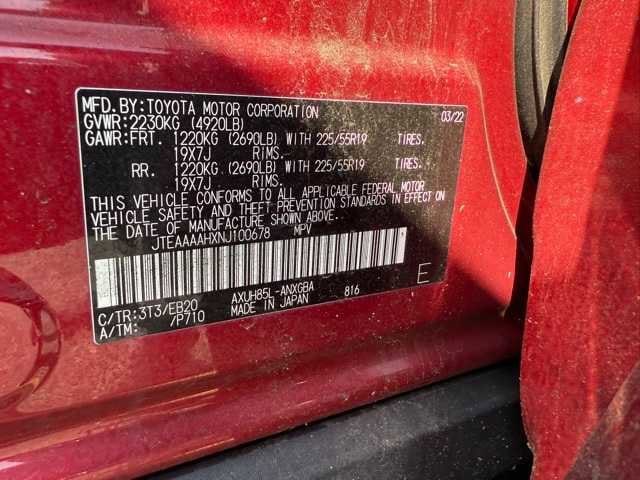 MFD.BY:TOYOTA MOTOR CORPORATION 03/22
GVWR:2230KG (4920LB)
GAWR:FRT. 1220KG (2690LB) WITH 225/55R19 TIRES.
19X7J RIMS.
RR. 1220KG (2690LB) WITH 225/55R19 TIRES.
19X7J RIMS.
THIS VEHICLE CONFORMS TO ALL APPLICABLE FEDERAL MOTOR
VEHICLE SAFETY AND THEFT PREVENTION STANDARDS IN EFFECT ON
THE DATE OF MANUFACTURE SHOWN ABOVE.
JTEAAAAHXNJ100678 MPV
E
C/TR:3T3/EB20 AXUH85L-ANXGBA 816
A/TM: /P710 MADE IN JAPAN